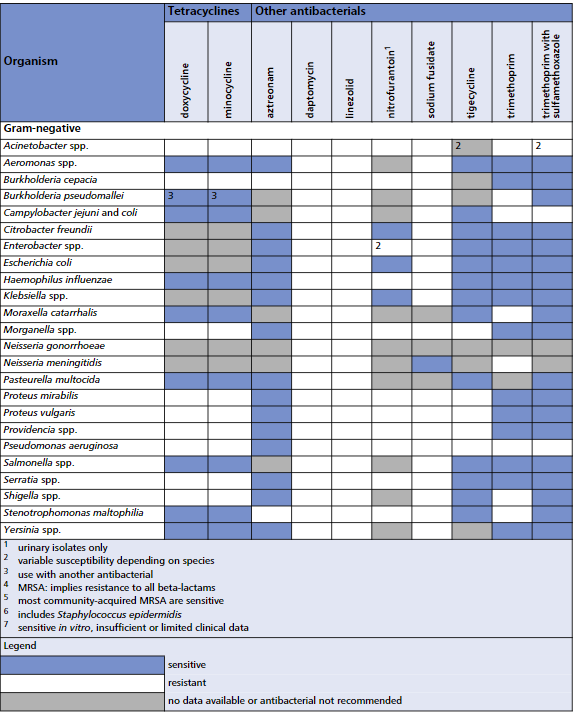 Organism
Tetracyclines
Other antibacterials
doxycycline
minocycline
aztreonam
daptomycin
linezolid
nitrofurantoin1
sodium fusidate
tigecycline
trimethoprim
trimethoprim with
sulfamethoxazole
Gram-negative
Acinetobacter spp. 2 2
Aeromonas spp.
Burkholderia cepacia
Burkholderia pseudomallei 3 3
Campylobacter jejuni and coli
Citrobacter freundii
Enterobacter spp. 2
Escherichia coli
Haemophilus influenzae
Klebsiella spp.
Moraxella catarrhalis
Morganella spp.
Neisseria gonorrhoeae
Neisseria meningitidis
Pasteurella multocida
Proteus mirabilis
Proteus vulgaris
Providencia spp.
Pseudomonas aeruginosa
Salmonella spp.
Serratia spp.
Shigella spp.
Stenotrophomonas maltophilia
Yersinia spp.
1 urinary isolates only
2 variable susceptibility depending on species
3 use with another antibacterial
4 MRSA: implies resistance to all beta-lactams
5 most community-acquired MRSA are sensitive
6 includes Staphylococcus epidermidis
7 sensitive in vitro, insufficient or limited clinical data
Legend
sensitive
resistant
no data available or antibacterial not recommended